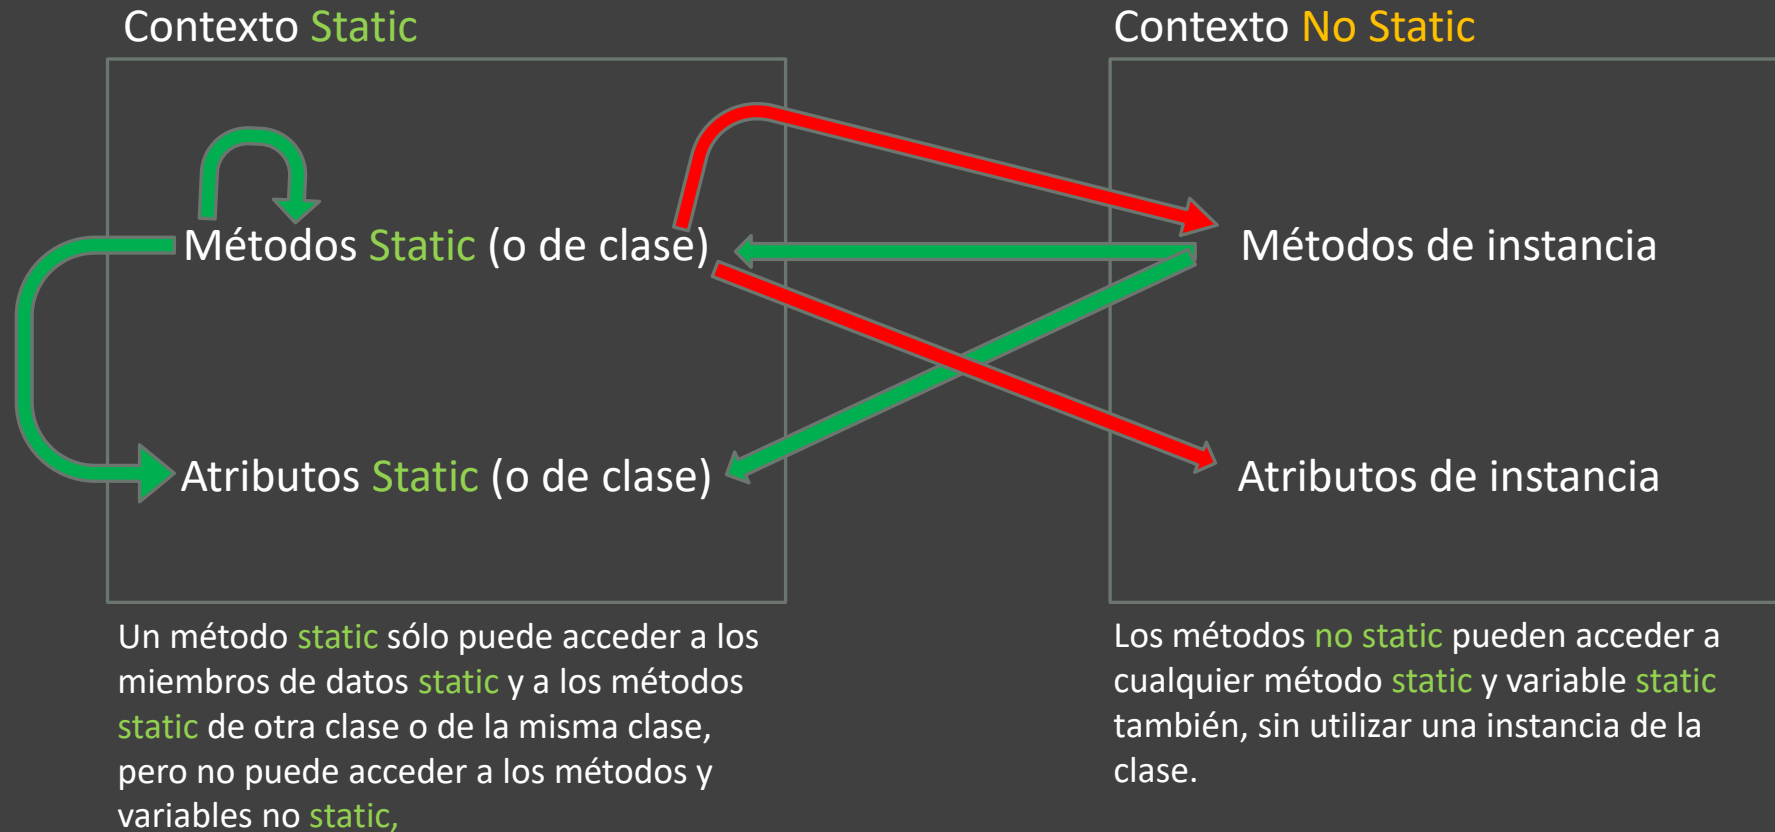 Contexto Static
Métodos Static (o de clase)
Atributos Static (o de clase)
Un método static sólo puede acceder a los
miembros de datos static y a los métodos
static de otra clase o de la misma clase,
pero no puede acceder a los métodos y
variables no static,
Contexto No Static
Métodos de instancia
Atributos de instancia
Los métodos no static pueden acceder a
cualquier método static y variable static
también, sin utilizar una instancia de la
clase.